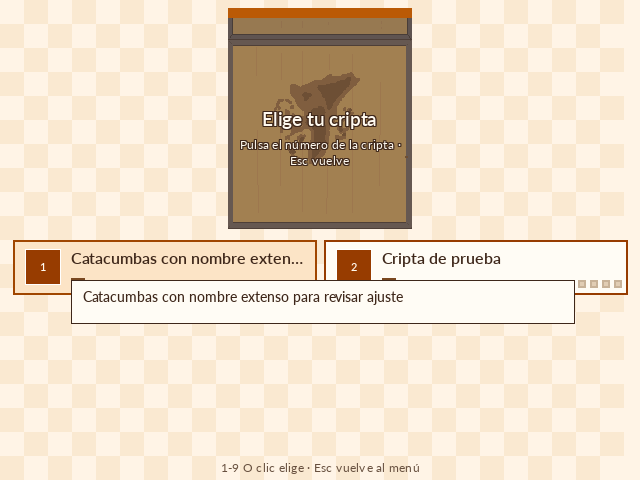 Elige tu cripta
Pulsa el número de la cripta ·
Esc vuelve
1
Catacumbas con nombre exten...
2
Cripta de prueba
Catacumbas con nombre extenso para revisar ajuste
1-9 O clic elige · Esc vuelve al menú